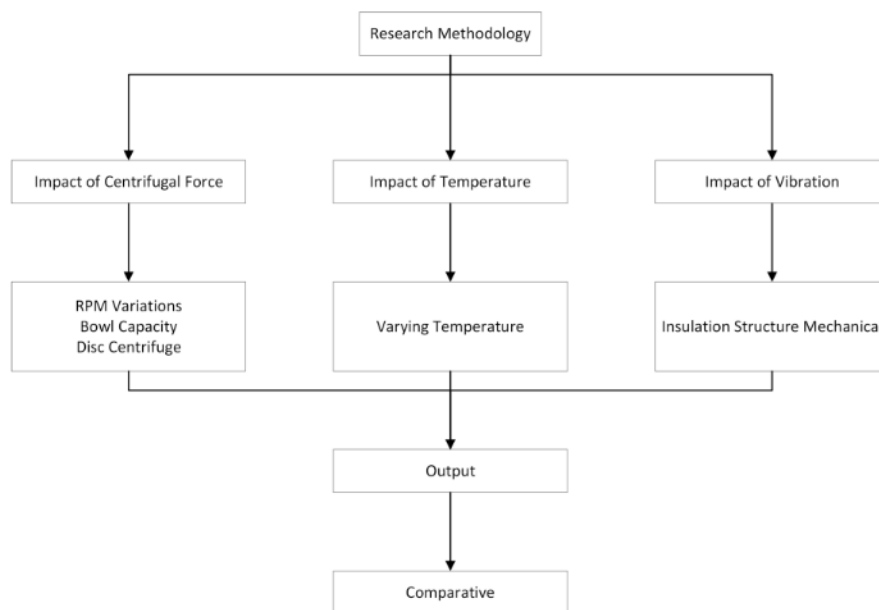 Research Methodology
Impact of Centrifugal Force
Impact of Temperature
Impact of Vibration
RPM Variations
Bowl Capacity
Disc Centrifuge
Varying Temperature
Insulation Structure Mechanical
Output
Comparative